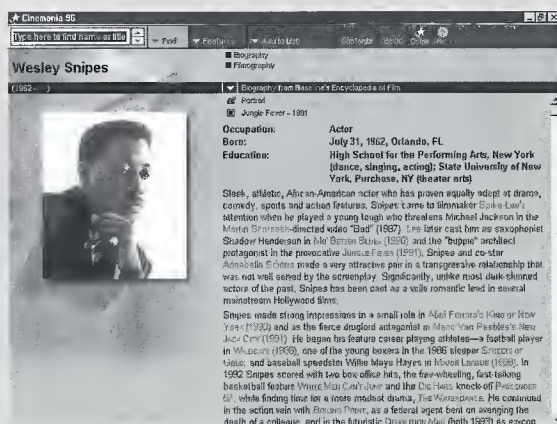 Cinemania 96
Type here to find name or title Find Features Add to List Contents
Wesley Snipes
Biography
Filmography
(1962 - )
Biography from Baseline's Encyclopedia of Film
Portrait
Jungle Fever - 1991
Occupation: Actor
Born: July 31, 1962, Orlando, FL
Education: High School for the Performing Arts, New York
(dance, singing, acting); State University of New
York, Purchase, NY (theater arts)
Sleek, athletic, African-American actor who has proven equally adept at drama,
comedy, sports and action features. Snipes came to filmmaker Spike Lee's
attention when he played a young tough who threatens Michael Jackson in the
Martin Scorsese-directed video "Bad" (1987). Lee later cast him as saxophonist
Shadow Henderson in Mo' Better Blues (1990) and the "buppie" architect
protagonist in the provocative Jungle Fever (1991). Snipes and co-star
Annabella Sciorra made a very attractive pair in a transgressive relationship that
was not well served by the screenplay. Significantly, unlike most dark-skinned
actors of the past, Snipes has been cast as a virile romantic lead in several
mainstream Hollywood films.
Snipes made strong impressions in a small role in Abel Ferrara's King of New
York (1990) and as the fierce druglord antagonist in Mario Van Peebles's New
Jack City (1991). He began his feature career playing athletes—a football player
in Wildcats (1986), one of the young boxers in the 1986 sleeper Streets of
Gold, and baseball speedster Willie Mays Hayes in Major League (1989). In
1992 Snipes scored with two box office hits, the free-wheeling, fast-talking
basketball feature White Men Can't Jump and the Die Hard knock-off Passenger
57, while finding time for a more modest drama, The Waterdance. He continued
in the action vein with Boiling Point, as a federal agent bent on avenging the
death of a colleague, and in the futuristic Demolition Man (both 1993) as ex-con